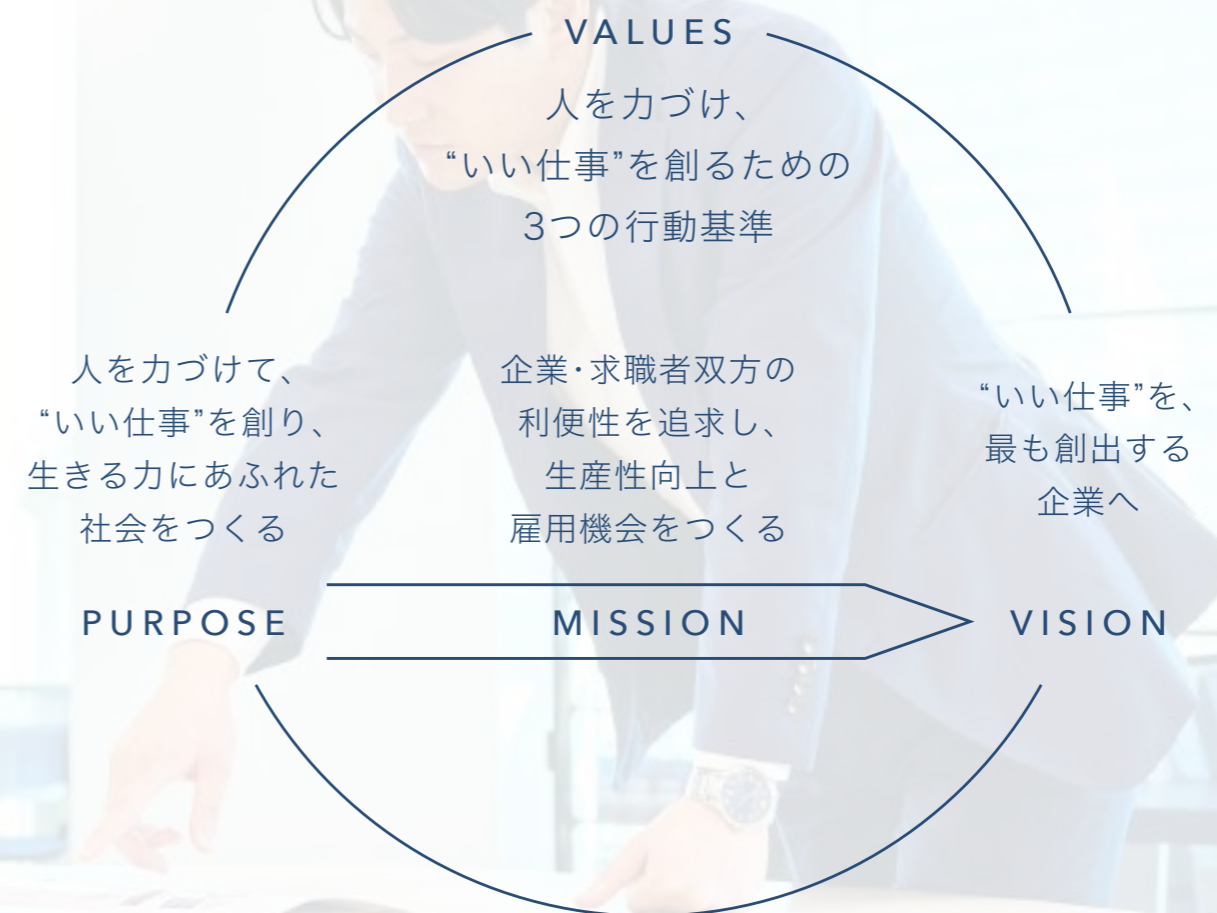 VALUES
人を力づけ、
“いい仕事”を創るための
3つの行動基準
人を力づけて、
“いい仕事”を創り、
生きる力にあふれた
社会をつくる
企業・求職者双方の
利便性を追求し、
生産性向上と
雇用機会をつくる
“いい仕事”を、
最も創出する
企業へ
PURPOSE
MISSION
VISION